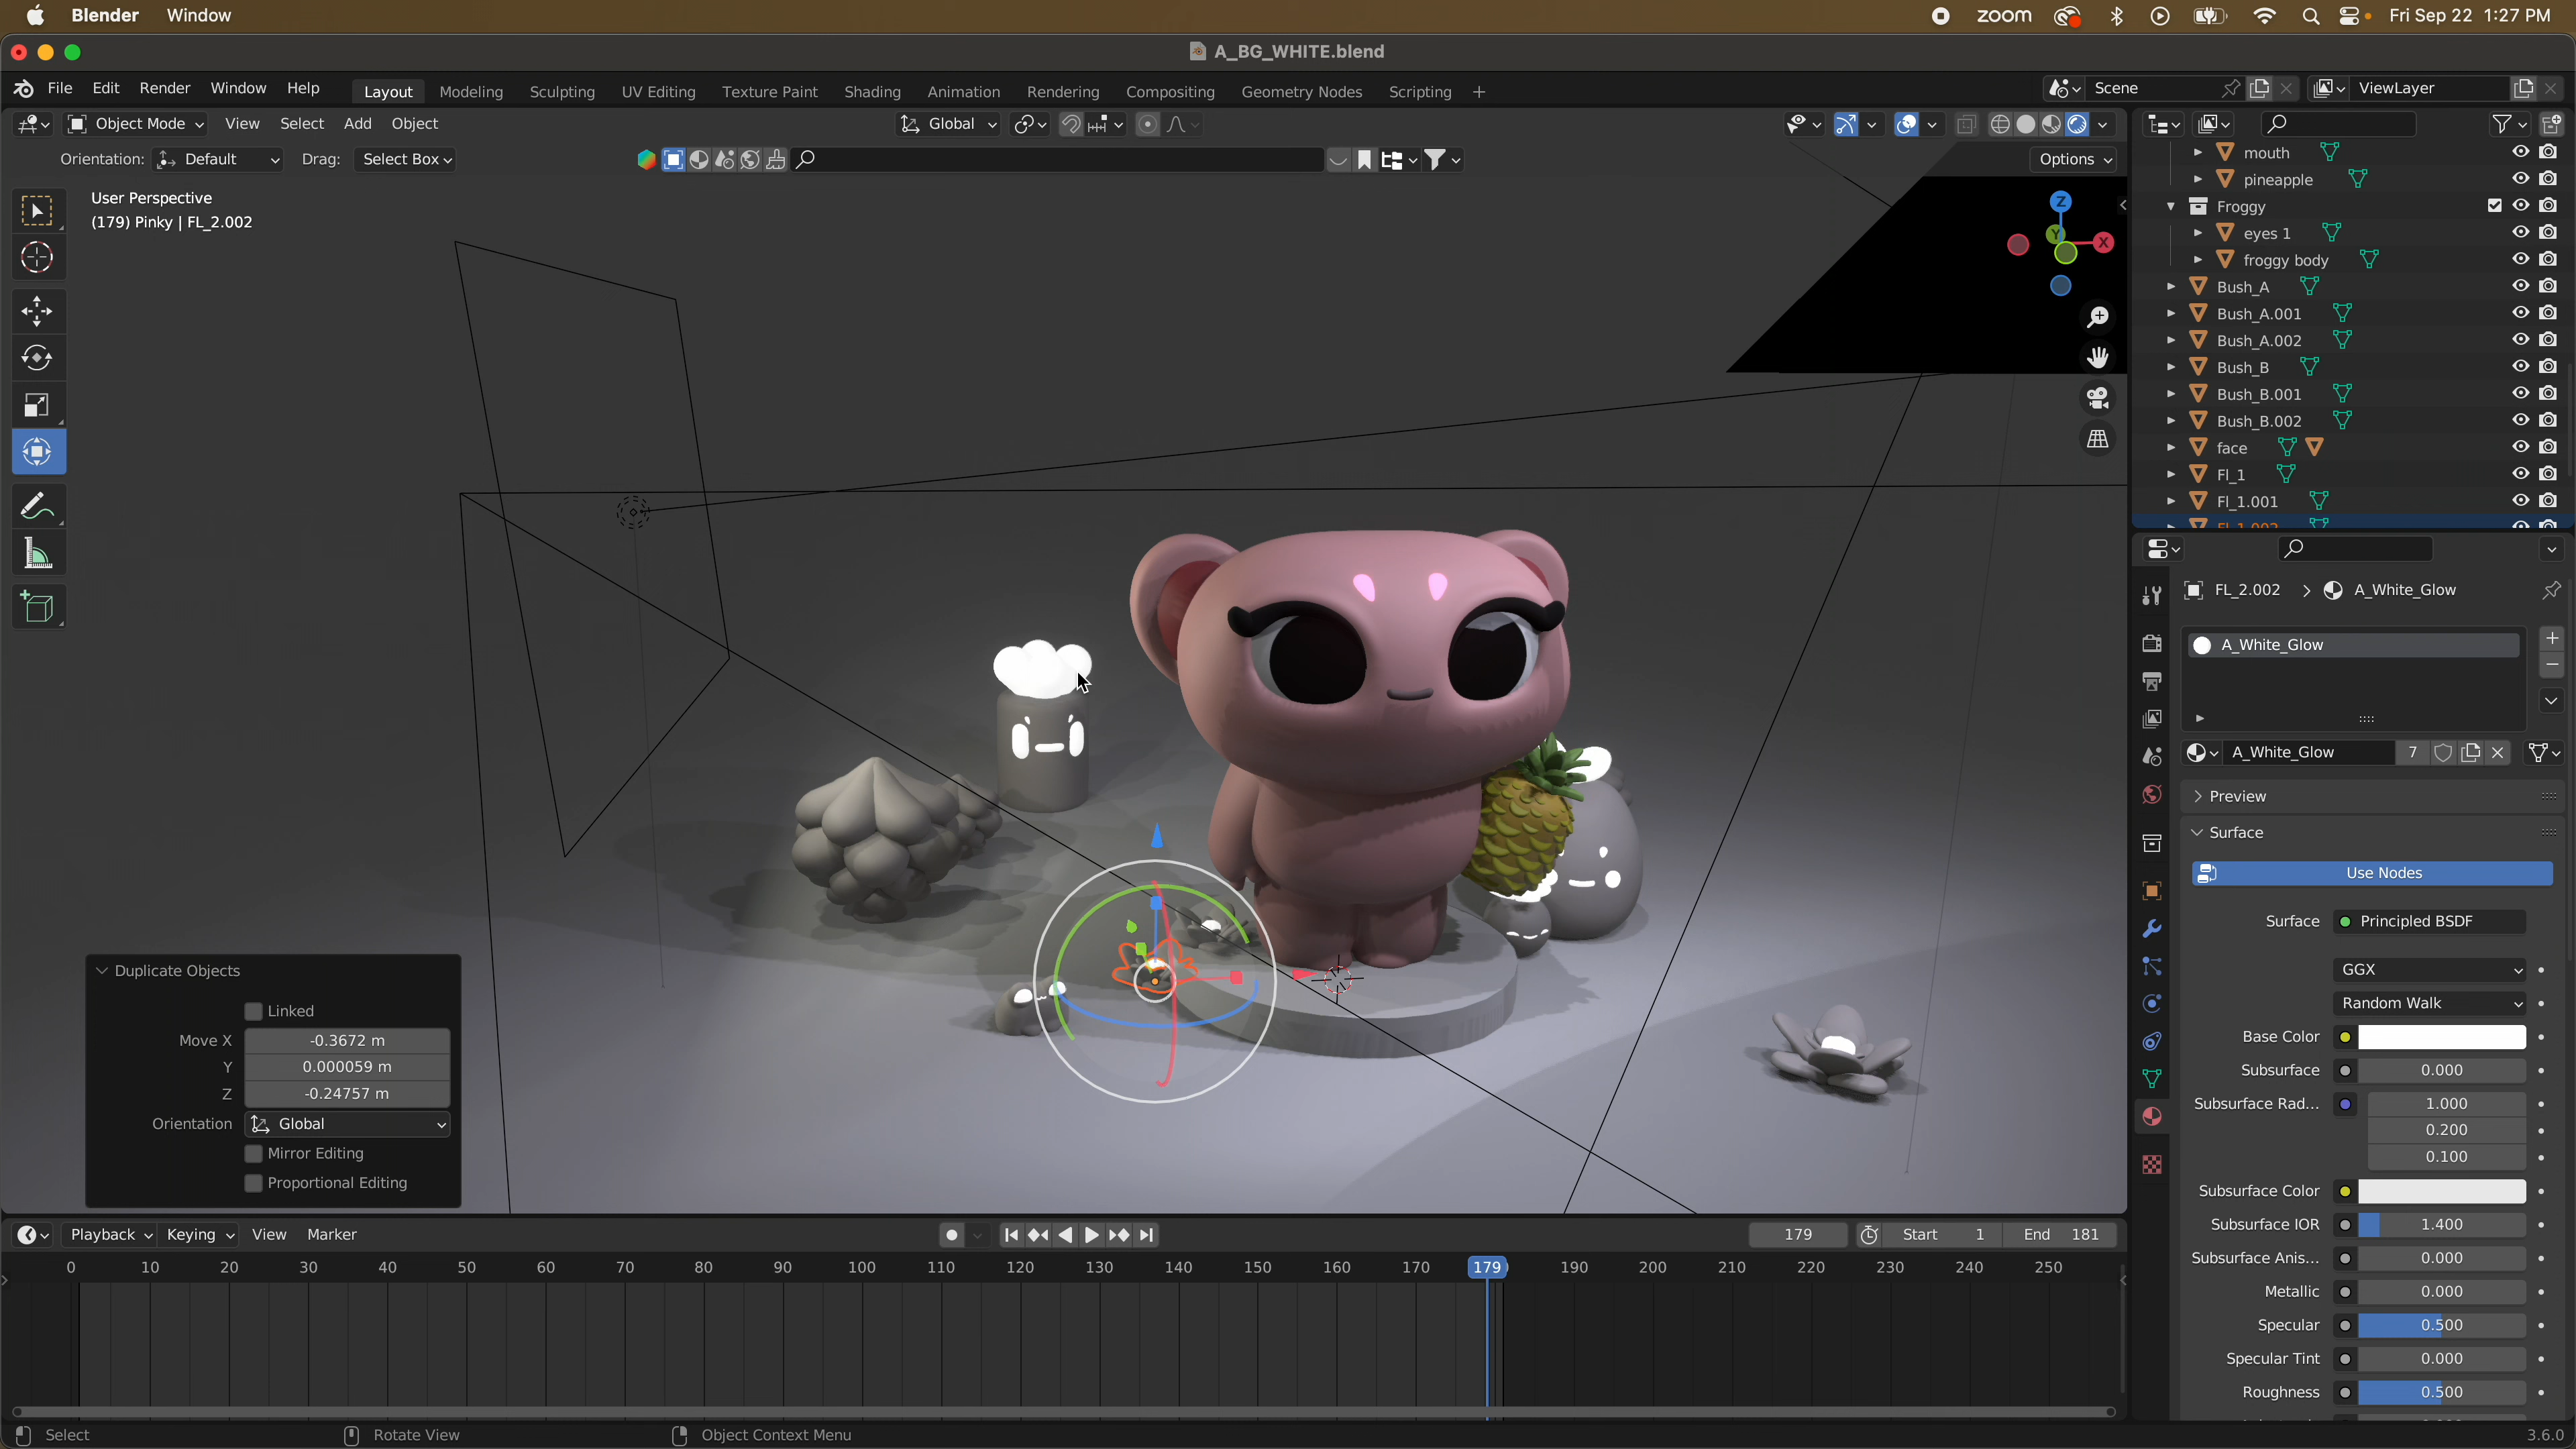 Blender Window
zoom Fri Sep 22 1:27 PM
A_BG_WHITE.blend
File Edit Render Window Help Layout Modeling Sculpting UV Editing Texture Paint Shading Animation Rendering Compositing Geometry Nodes Scripting +
Scene ViewLayer
Object Mode View Select Add Object Global
Orientation: Default Drag: Select Box
Options
User Perspective
(179) Pinky | FL_2.002
Z
Y
X
mouth
pineapple
Froggy
eyes 1
froggy body
Bush_A
Bush_A.001
Bush_A.002
Bush_B
Bush_B.001
Bush_B.002
face
Fl_1
Fl_1.001
Fl_1.002
FL_2.002 > A_White_Glow
A_White_Glow
A_White_Glow 7
Preview
Surface
Use Nodes
Surface Principled BSDF
GGX
Random Walk
Base Color
Subsurface 0.000
Subsurface Rad... 1.000
0.200
0.100
Subsurface Color
Subsurface IOR 1.400
Subsurface Anis... 0.000
Metallic 0.000
Specular 0.500
Specular Tint 0.000
Roughness 0.500
Duplicate Objects
Linked
Move X -0.3672 m
Y 0.000059 m
Z -0.24757 m
Orientation Global
Mirror Editing
Proportional Editing
Playback Keying View Marker
179 Start 1 End 181
0 10 20 30 40 50 60 70 80 90 100 110 120 130 140 150 160 170 179 190 200 210 220 230 240 250
Select Rotate View Object Context Menu
3.6.0